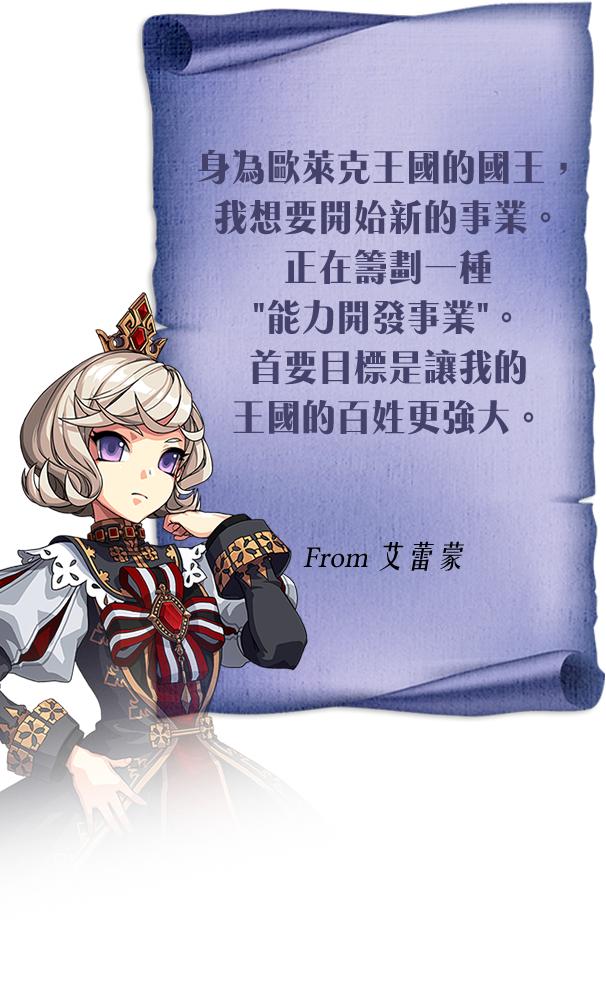 身為歐萊克王國的國王，
我想要開始新的事業。
正在籌劃一種
"能力開發事業"。
首要目標是讓我的
王國的百姓更強大。
From 艾蕾蒙